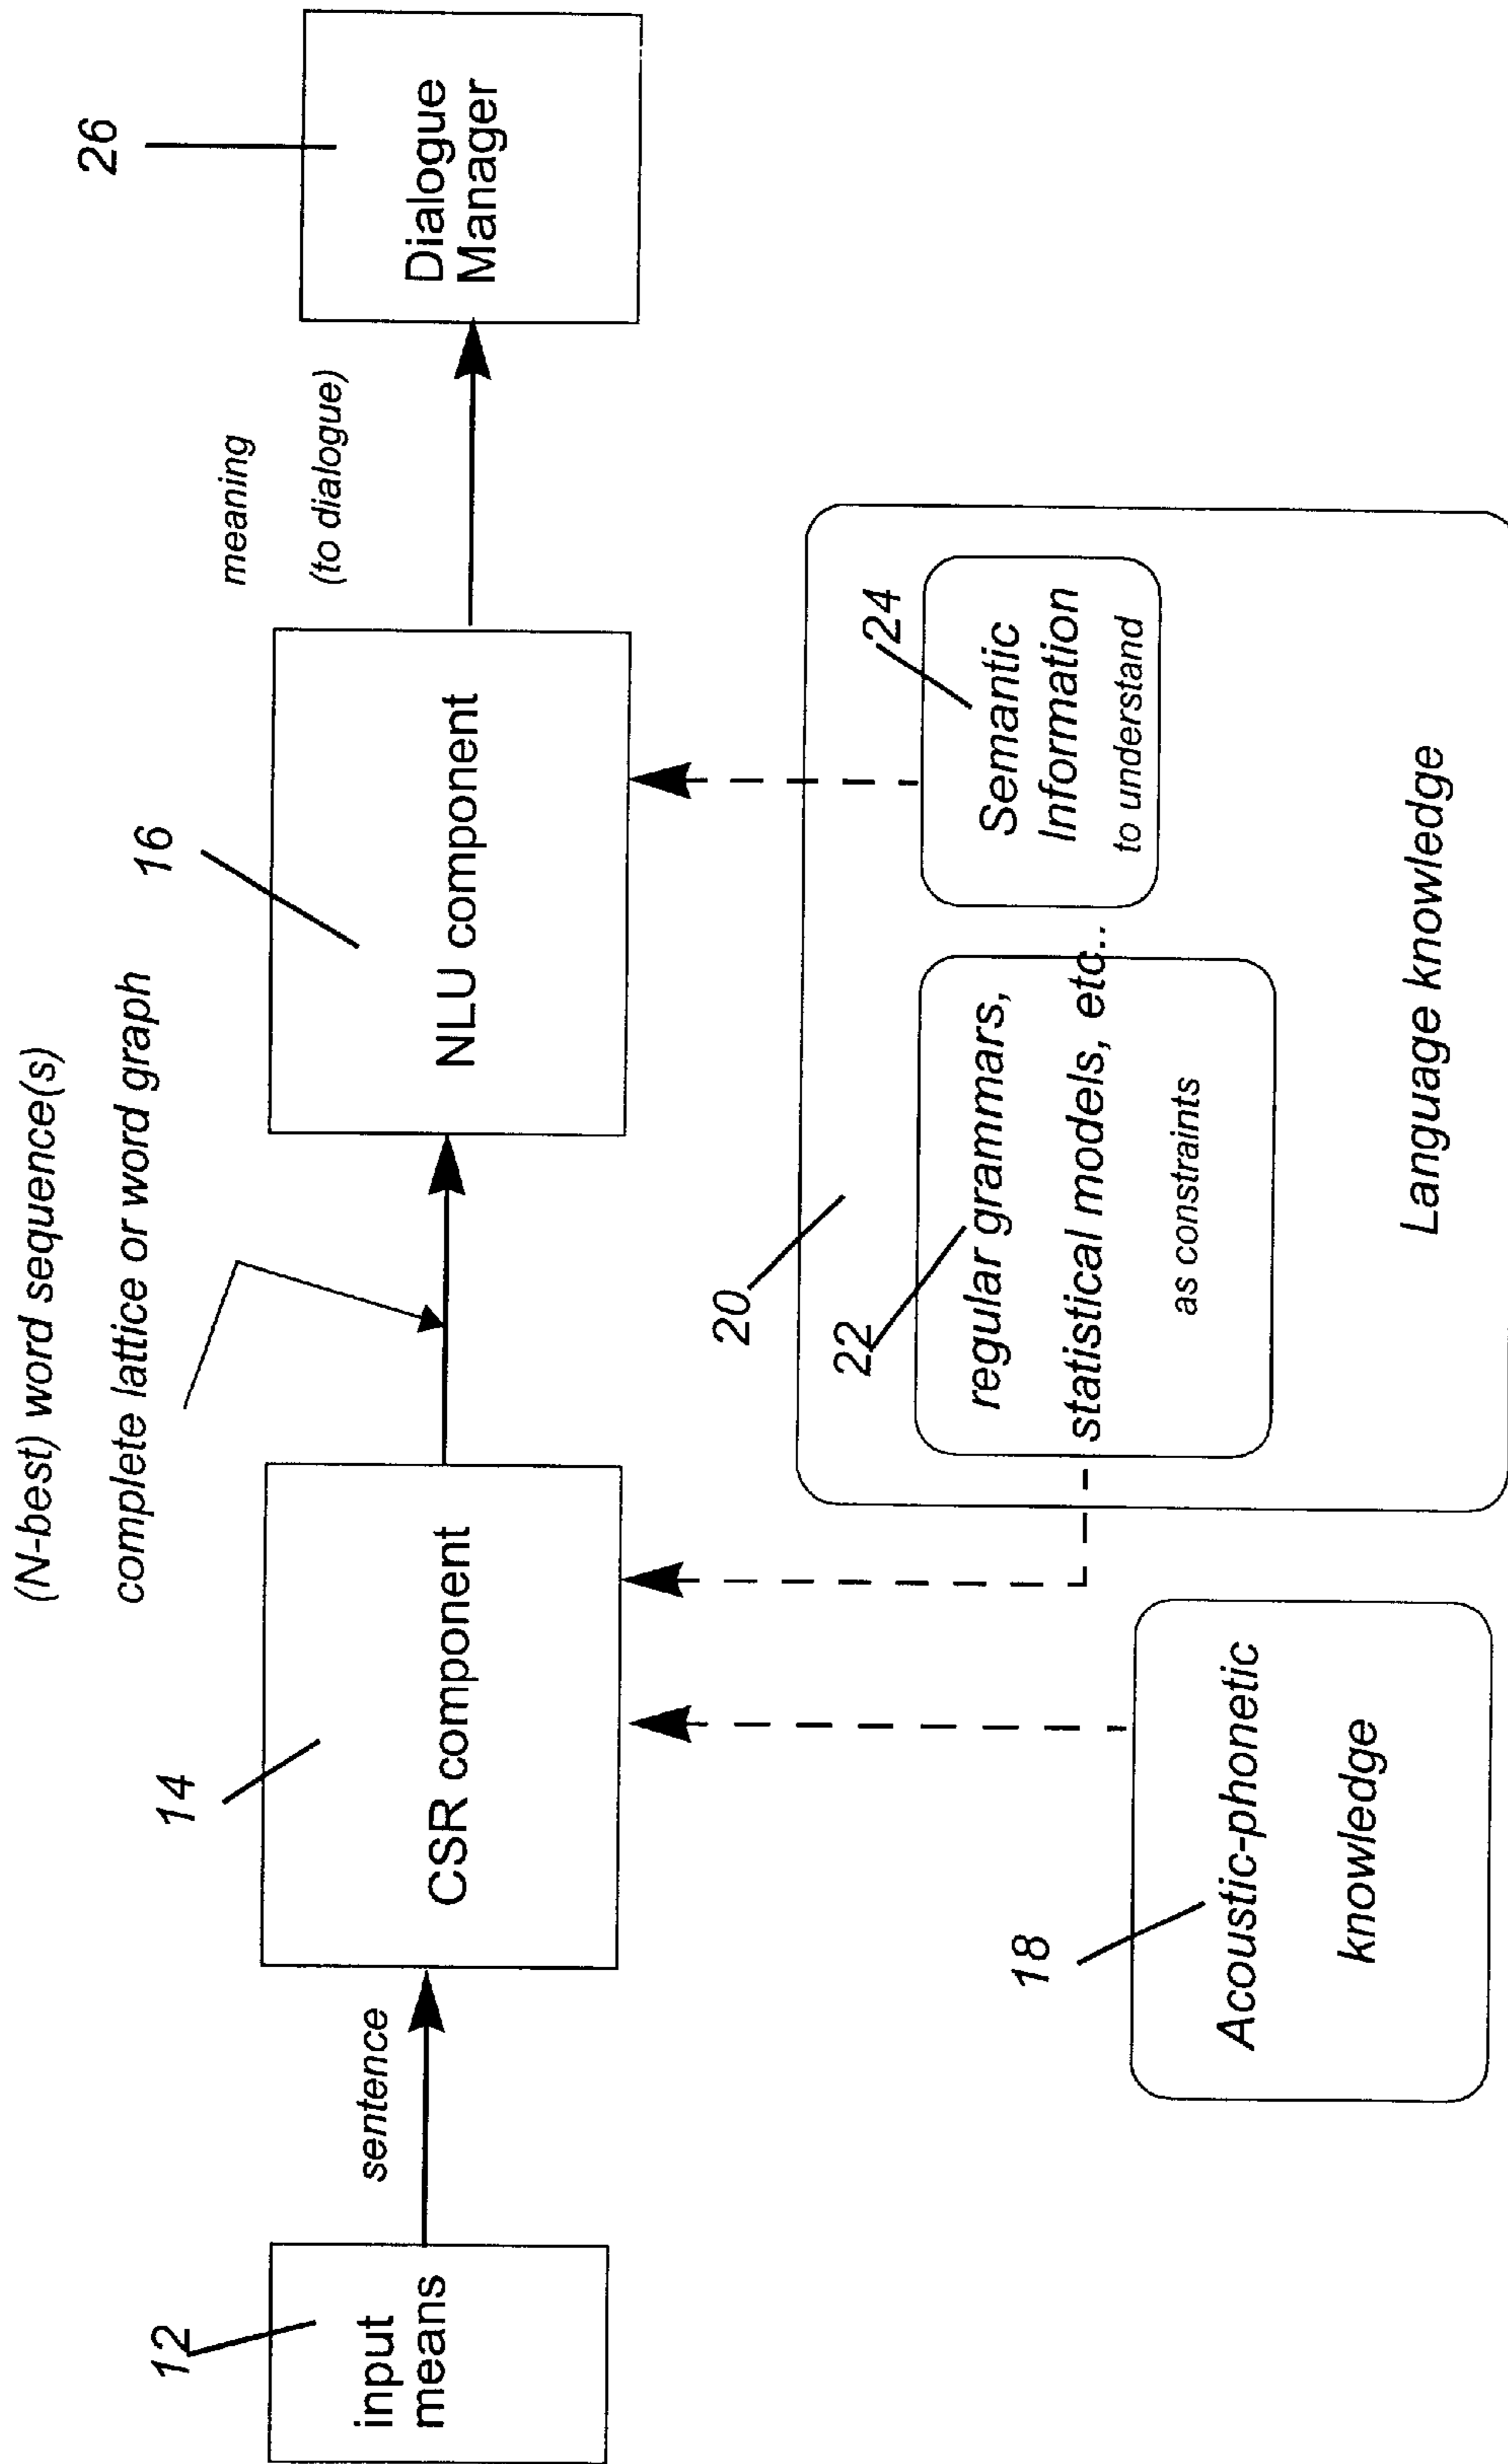 (N-best) word sequence(s)
complete lattice or word graph
12
input
means
sentence
14
CSR component
16
NLU component
meaning
(to dialogue)
26
Dialogue
Manager
18
Acoustic-phonetic
knowledge
20
22
regular grammars,
statistical models, etc..
as constraints
24
Semantic
Information
to understand
Language knowledge